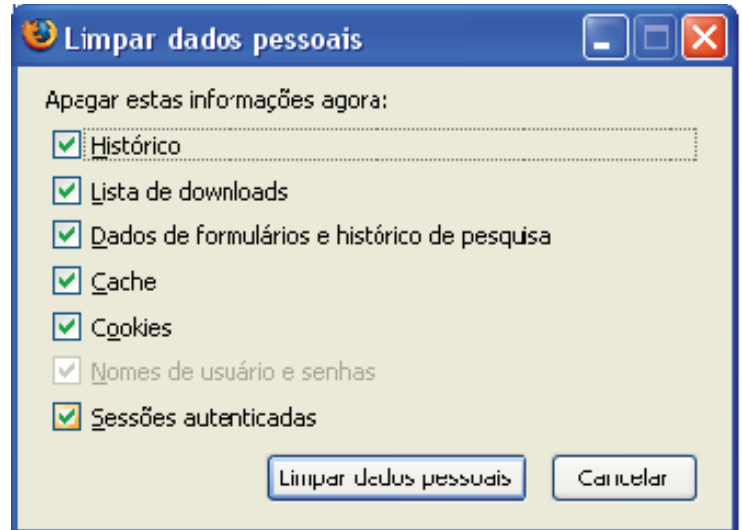 Limpar dados pessoais
Apagar estas informações agora:
Histórico
Lista de downloads
Dados de formulários e histórico de pesquisa
Cache
Cookies
Nomes de usuário e senhas
Sessões autenticadas
Limpar dados pessoais Cancelar